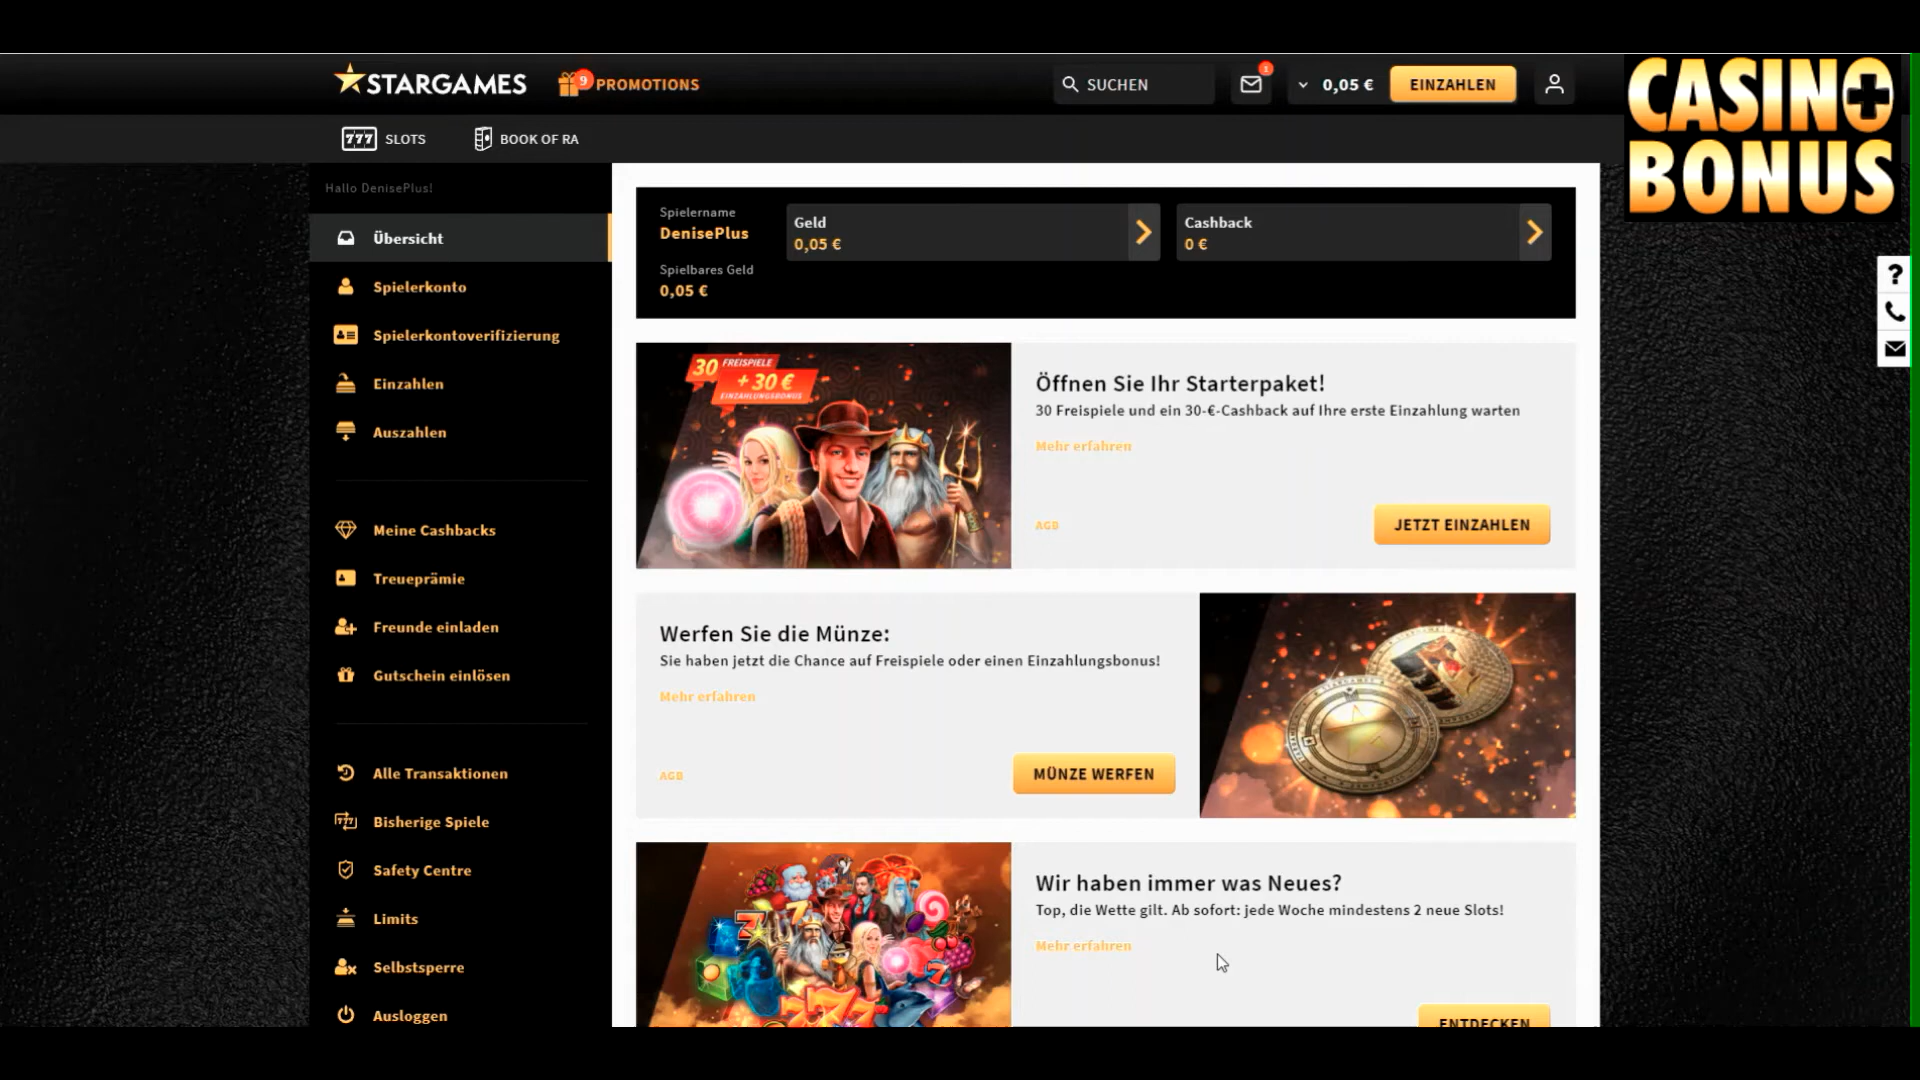 STARGAMES
9
PROMOTIONS
SUCHEN
1
0,05 €
EINZAHLEN
CASINO
BONUS
777
SLOTS
BOOK OF RA
Hallo DenisePlus!
Übersicht
Spielerkonto
Spielerkontoverifizierung
Einzahlen
Auszahlen
Meine Cashbacks
Treueprämie
Freunde einladen
Gutschein einlösen
Alle Transaktionen
Bisherige Spiele
Safety Centre
Limits
Selbstsperre
Ausloggen
Spielername
DenisePlus
Geld
0,05 €
Cashback
0 €
Spielbares Geld
0,05 €
30 FREISPIELE
+ 30 €
EINZAHLUNGSBONUS
Öffnen Sie Ihr Starterpaket!
30 Freispiele und ein 30-€-Cashback auf Ihre erste Einzahlung warten
Mehr erfahren
AGB
JETZT EINZAHLEN
Werfen Sie die Münze:
Sie haben jetzt die Chance auf Freispiele oder einen Einzahlungsbonus!
Mehr erfahren
AGB
MÜNZE WERFEN
Wir haben immer was Neues?
Top, die Wette gilt. Ab sofort: jede Woche mindestens 2 neue Slots!
Mehr erfahren
ENTDECKEN